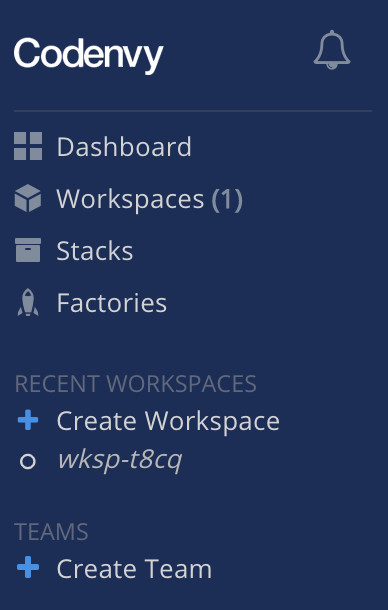 Codenvy
Dashboard
Workspaces (1)
Stacks
Factories
RECENT WORKSPACES
Create Workspace
wksp-t8cq
TEAMS
Create Team